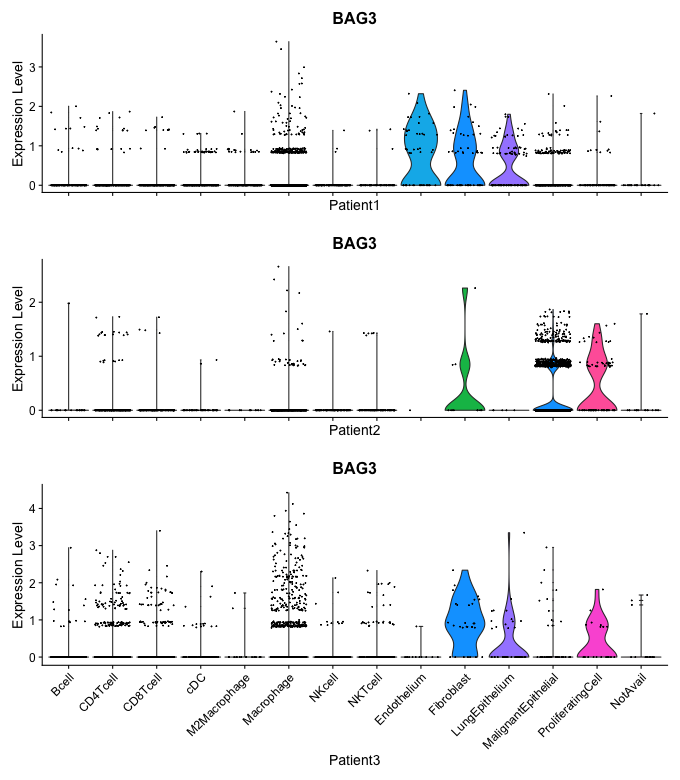 BAG3
Expression Level
3
2
1
0
Patient1
BAG3
Expression Level
2
1
0
Patient2
BAG3
Expression Level
4
3
2
1
0
Bcell
CD4Tcell
CD8Tcell
cDC
M2Macrophage
Macrophage
NKcell
NKTcell
Endothelium
Fibroblast
LungEpithelium
MalignantEpithelial
ProliferatingCell
NotAvail
Patient3